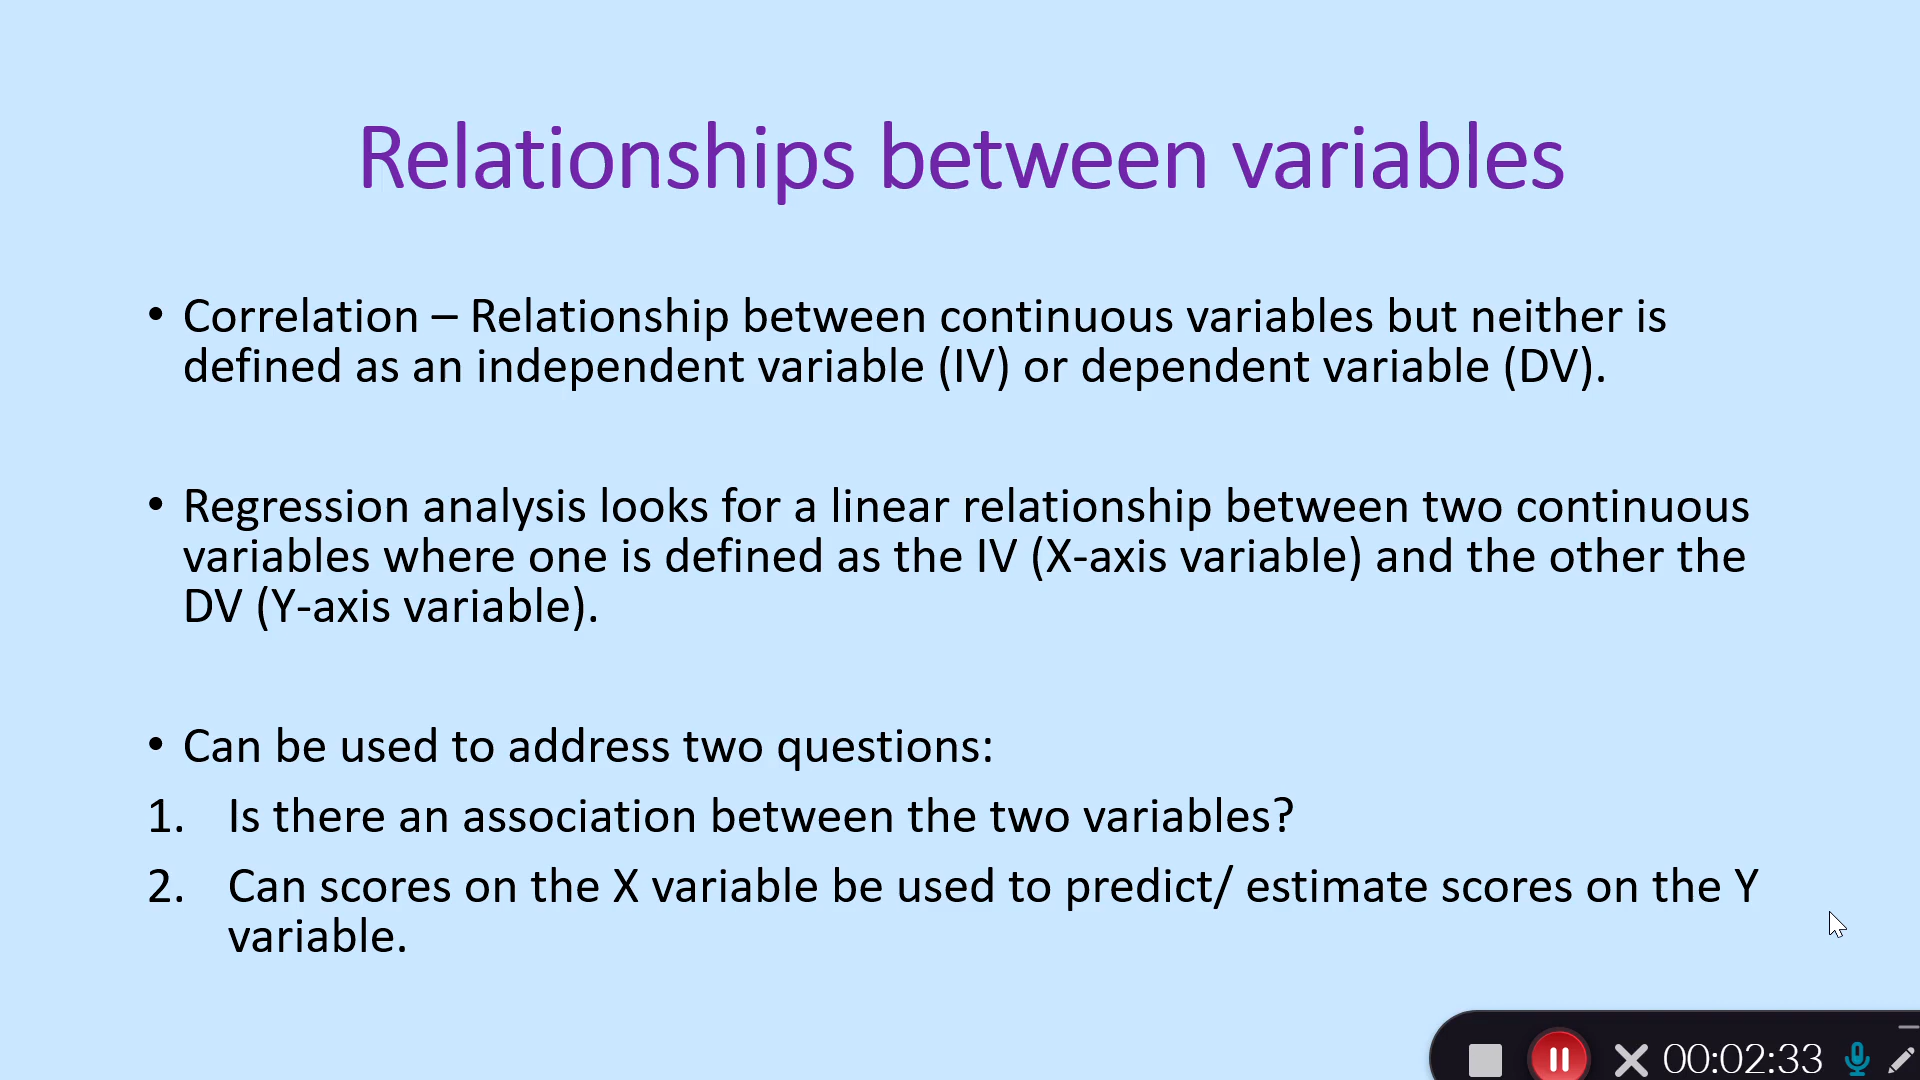 Relationships between variables
• Correlation – Relationship between continuous variables but neither is
defined as an independent variable (IV) or dependent variable (DV).
• Regression analysis looks for a linear relationship between two continuous
variables where one is defined as the IV (X-axis variable) and the other the
DV (Y-axis variable).
• Can be used to address two questions:
1. Is there an association between the two variables?
2. Can scores on the X variable be used to predict/ estimate scores on the Y
variable.
00:02:33